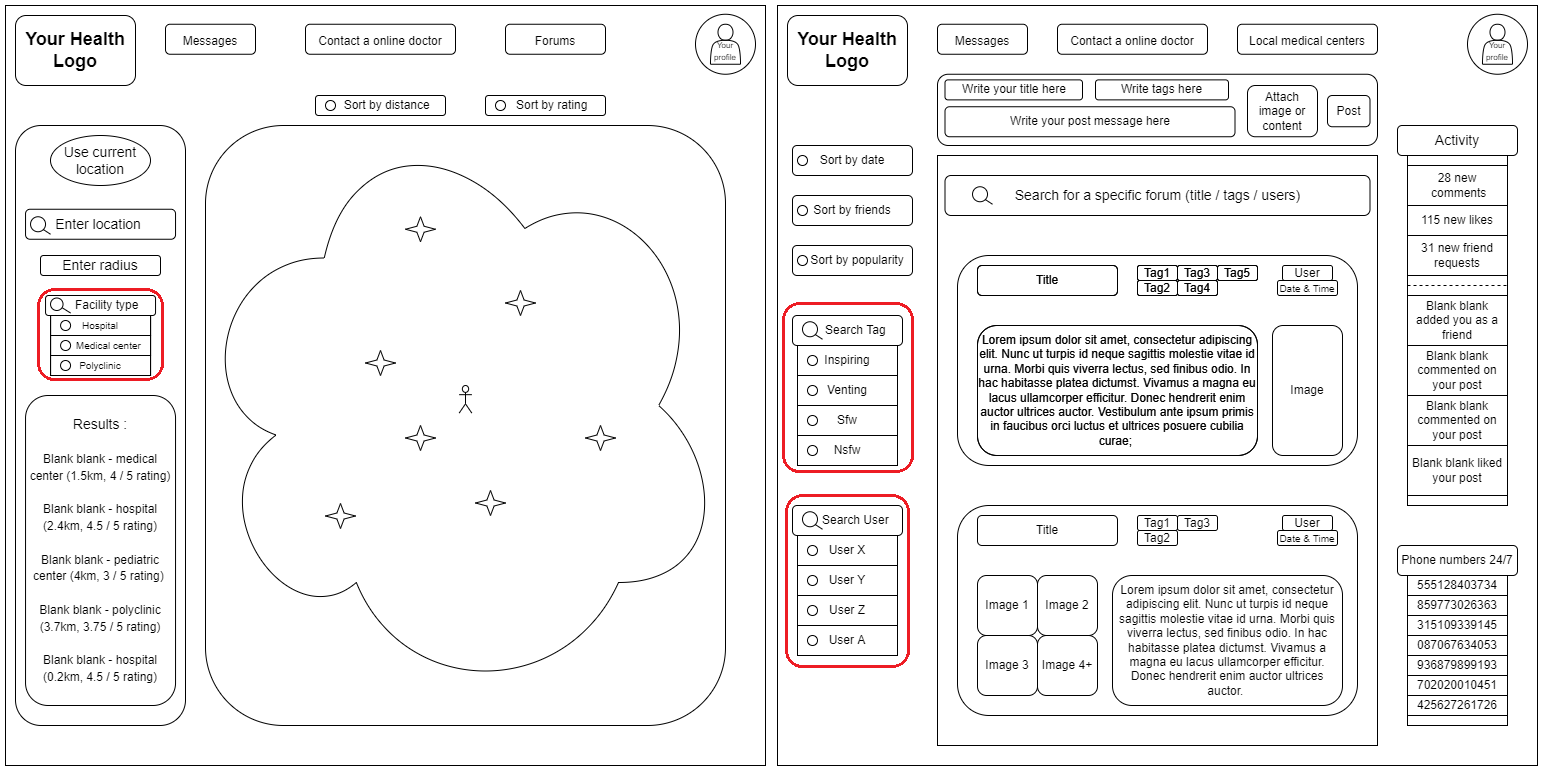 Your Health
Logo
Messages
Contact a online doctor
Forums
Your
profile
Sort by distance
Sort by rating
Use current
location
Enter location
Enter radius
Facility type
Hospital
Medical center
Polyclinic
Results :
Blank blank - medical
center (1.5km, 4 / 5 rating)
Blank blank - hospital
(2.4km, 4.5 / 5 rating)
Blank blank - pediatric
center (4km, 3 / 5 rating)
Blank blank - polyclinic
(3.7km, 3.75 / 5 rating)
Blank blank - hospital
(0.2km, 4.5 / 5 rating)
Your Health
Logo
Messages
Contact a online doctor
Local medical centers
Your
profile
Write your title here
Write tags here
Write your post message here
Attach
image or
content
Post
Sort by date
Sort by friends
Sort by popularity
Search Tag
Inspiring
Venting
Sfw
Nsfw
Search User
User X
User Y
User Z
User A
Search for a specific forum (title / tags / users)
Title
Tag1 Tag3 Tag5
Tag2 Tag4
User
Date & Time
Lorem ipsum dolor sit amet, consectetur adipiscing
elit. Nunc ut turpis id neque sagittis molestie vitae id
urna. Morbi quis viverra lectus, sed finibus odio. In
hac habitasse platea dictumst. Vivamus a magna eu
lacus ullamcorper efficitur. Donec hendrerit enim
auctor ultrices auctor. Vestibulum ante ipsum primis
in faucibus orci luctus et ultrices posuere cubilia
curae;
Image
Title
Tag1 Tag3
Tag2
User
Date & Time
Image 1 Image 2
Image 3 Image 4+
Lorem ipsum dolor sit amet, consectetur
adipiscing elit. Nunc ut turpis id neque
sagittis molestie vitae id urna. Morbi quis
viverra lectus, sed finibus odio. In hac
habitasse platea dictumst. Vivamus a
magna eu lacus ullamcorper efficitur.
Donec hendrerit enim auctor ultrices
auctor.
Activity
28 new
comments
115 new likes
31 new friend
requests
Blank blank
added you as a
friend
Blank blank
commented on
your post
Blank blank
commented on
your post
Blank blank liked
your post
Phone numbers 24/7
555128403734
859773026363
315109339145
087067634053
936879899193
702020010451
425627261726